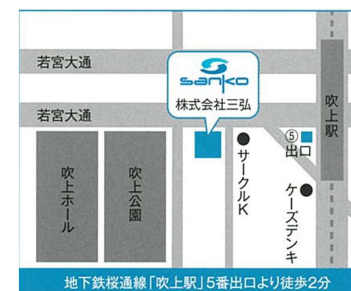 若宮大通
sanko
株式会社三弘
若宮大通
吹上駅
⑤
出口
サークルK
ケーズデンキ
吹上公園
吹上ホール
地下鉄桜通線「吹上駅」5番出口より徒歩2分